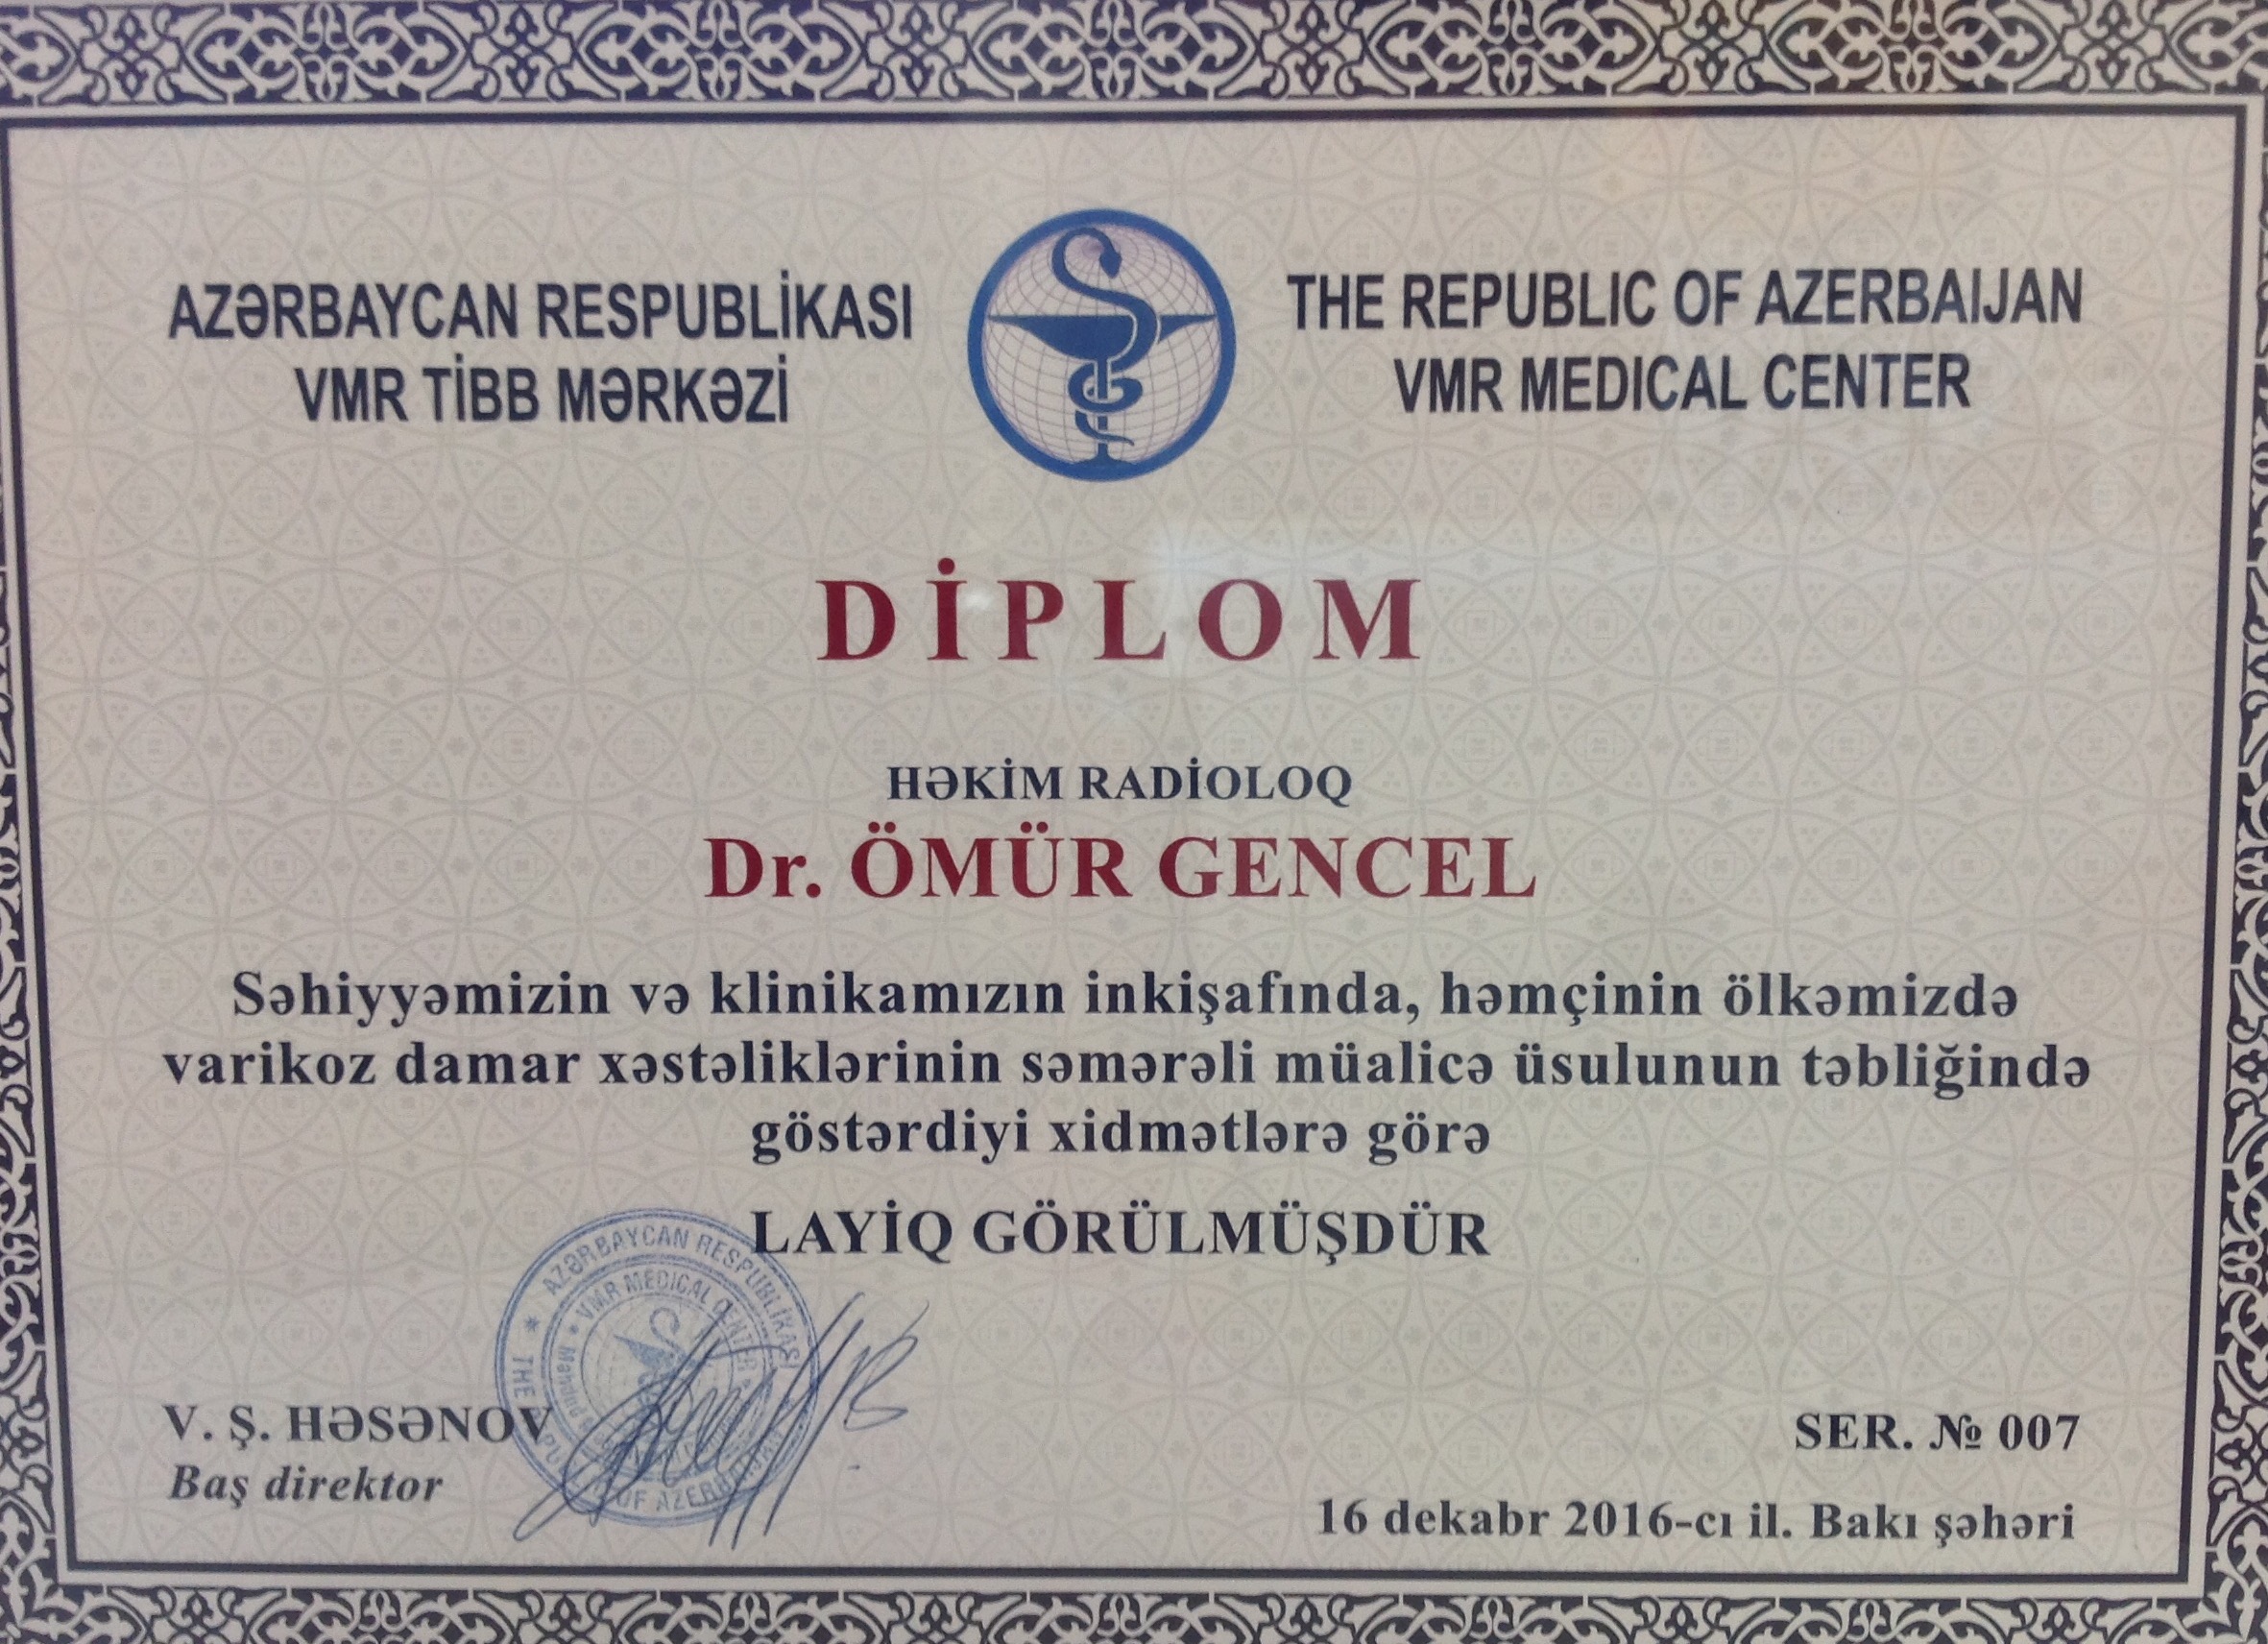 AZƏRBAYCAN RESPUBLİKASI
VMR TİBB MƏRKƏZİ
THE REPUBLIC OF AZERBAIJAN
VMR MEDICAL CENTER
DİPLOM
HƏKİM RADİOLOQ
Dr. ÖMÜR GENCEL
Səhiyyəmizin və klinikamızın inkişafında, həmçinin ölkəmizdə
varikoz damar xəstəliklərinin səmərəli müalicə üsulunun təbliğində
göstərdiyi xidmətlərə görə
LAYİQ GÖRÜLMÜŞDÜR
AZƏRBAYCAN RESPUBLİKASI
VMR MEDICAL CENTER
THE OF
V. Ş. HƏSƏNOV
Baş direktor
SER. № 007
16 dekabr 2016-cı il. Bakı şəhəri